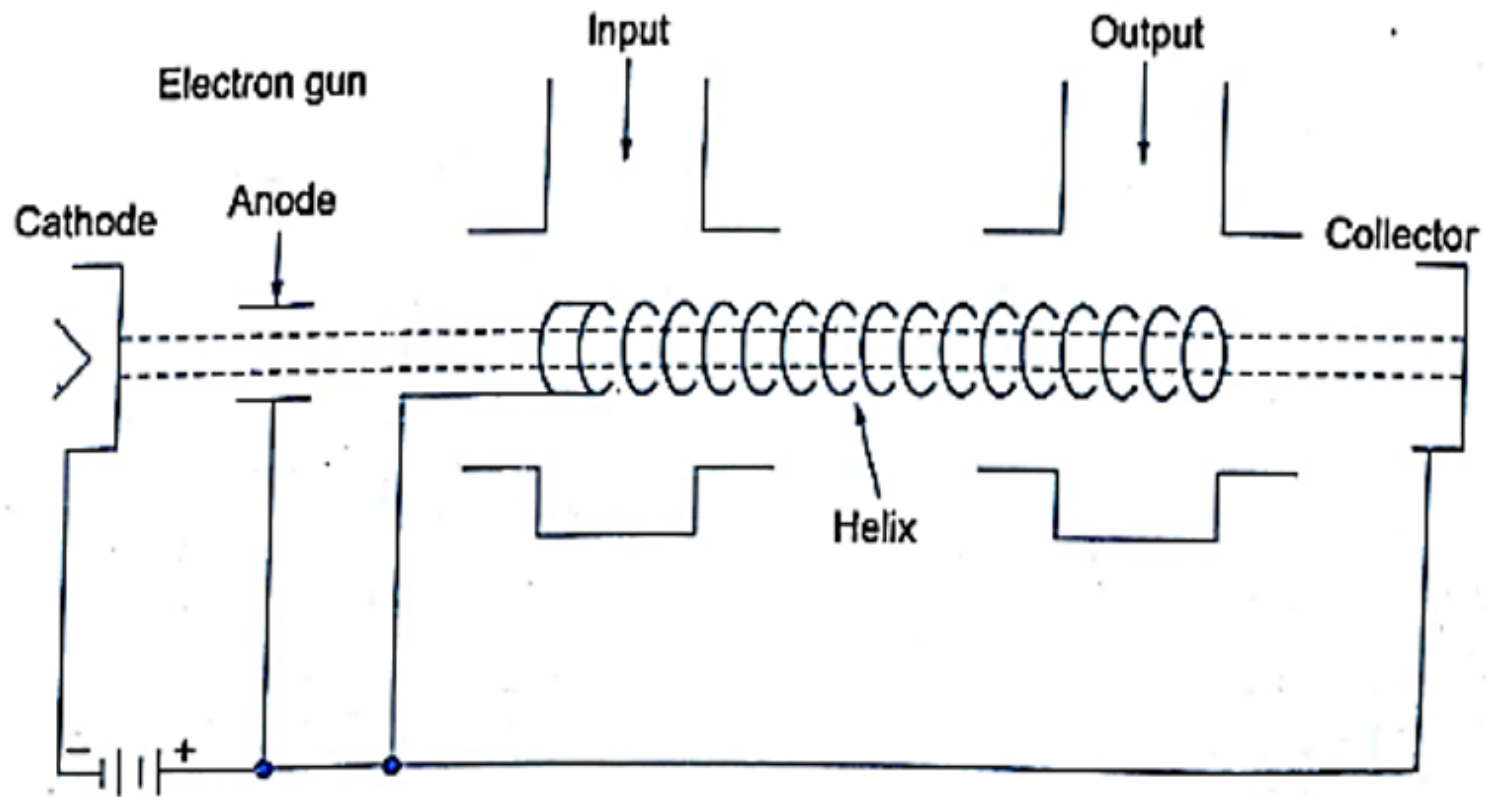 Input
Output
Electron gun
Anode
Cathode
Collector
Helix
- +